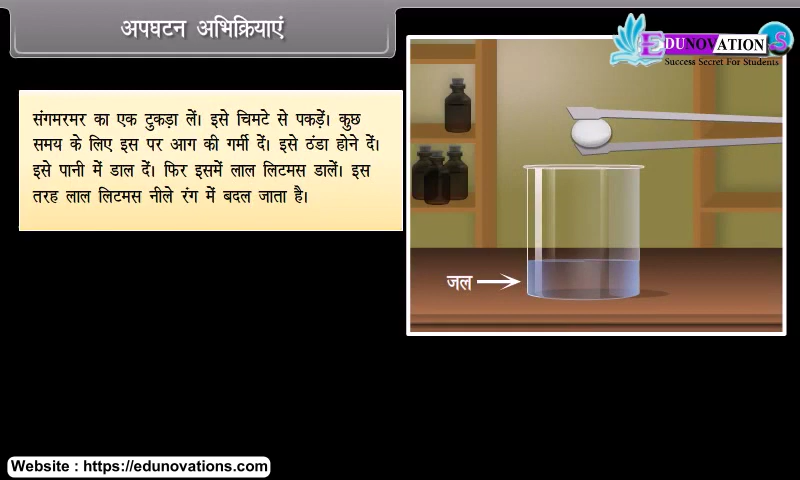 अपघटन अभिक्रियाएं
EDUNOVATION S
Success Secret For Students
संगमरमर का एक टुकड़ा लें। इसे चिमटे से पकड़ें। कुछ
समय के लिए इस पर आग की गर्मी दें। इसे ठंडा होने दें।
इसे पानी में डाल दें। फिर इसमें लाल लिटमस डालें। इस
तरह लाल लिटमस नीले रंग में बदल जाता है।
जल
Website : https://edunovations.com